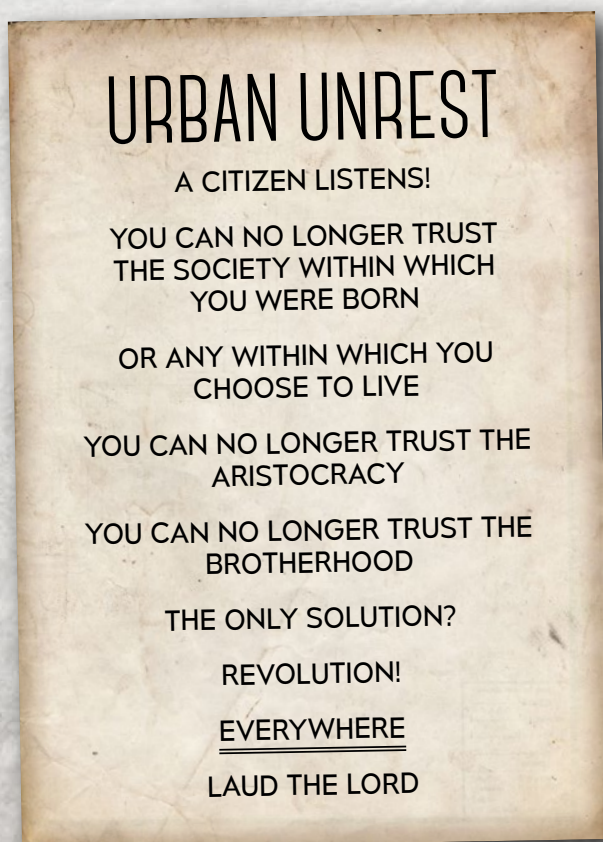 URBAN UNREST
A CITIZEN LISTENS!
YOU CAN NO LONGER TRUST
THE SOCIETY WITHIN WHICH
YOU WERE BORN
OR ANY WITHIN WHICH YOU
CHOOSE TO LIVE
YOU CAN NO LONGER TRUST THE
ARISTOCRACY
YOU CAN NO LONGER TRUST THE
BROTHERHOOD
THE ONLY SOLUTION?
REVOLUTION!
EVERYWHERE
LAUD THE LORD